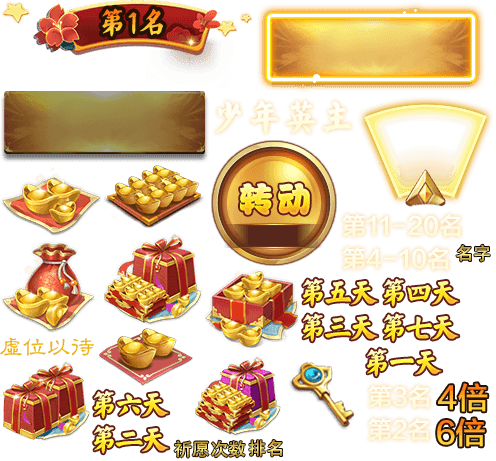 第1名
少年英主
转动
第11-20名
第4-10名
名字
第五天
第四天
第三天
第七天
虚位以待
第一天
第六天
第3名
4倍
第二天
第2名
6倍
祈愿次数
排名